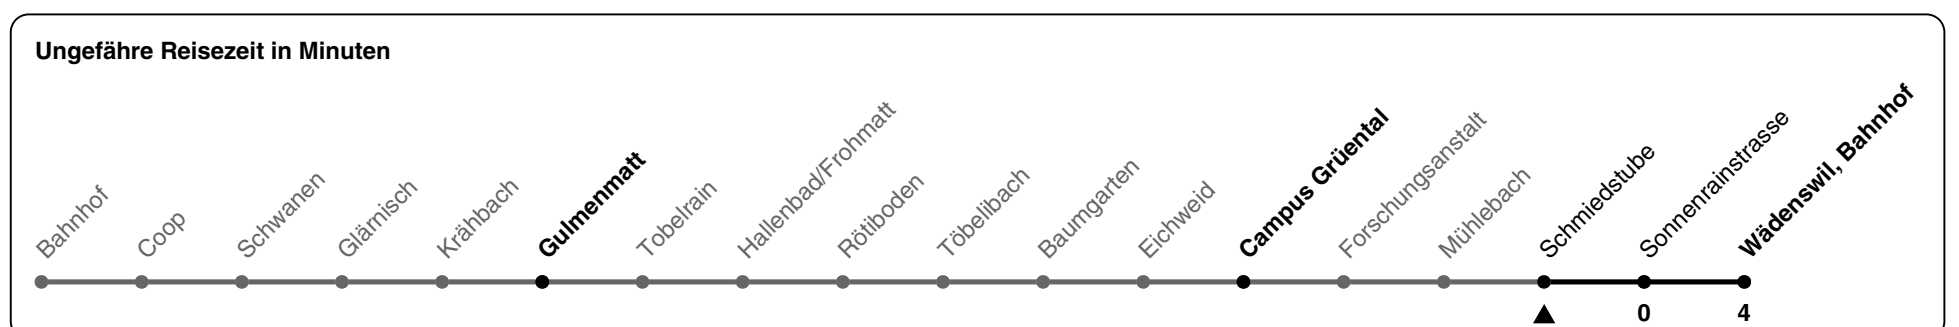 Ungefähre Reisezeit in Minuten
Bahnhof
Coop
Schwanen
Glärnisch
Krähbach
Gulmenmatt
Tobelrain
Hallenbad/Frohmatt
Rötiboden
Töbelibach
Baumgarten
Eichweid
Campus Grüental
Forschungsanstalt
Mühlebach
Schmiedstube
Sonnenrainstrasse
Wädenswil, Bahnhof
0 4